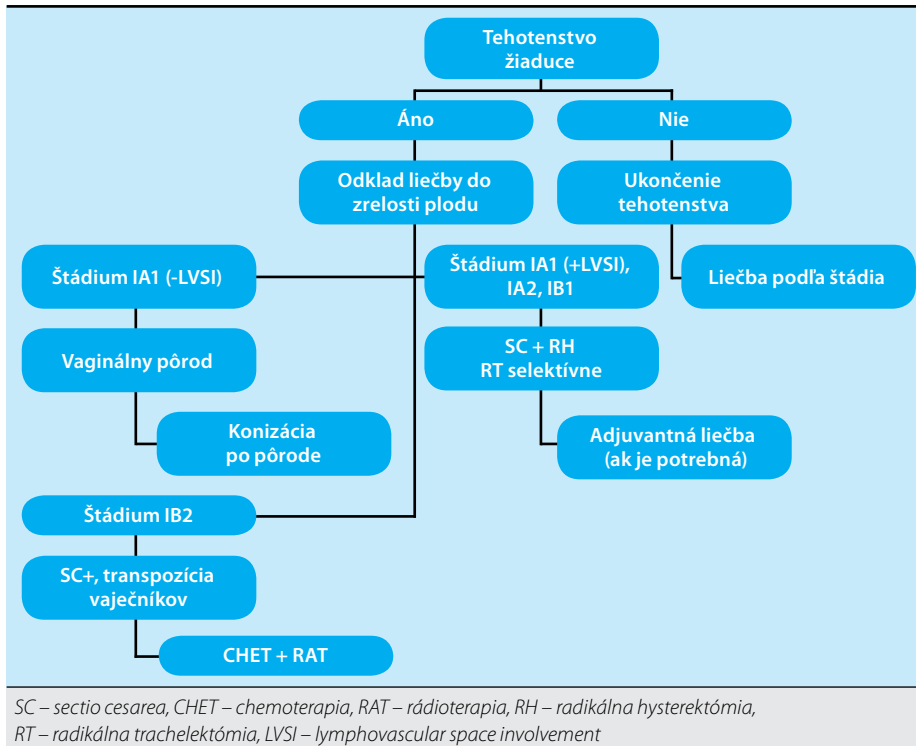 Tehotenstvo
žiaduce
Áno
Nie
Odklad liečby do
zrelosti plodu
Ukončenie
tehotenstva
Štádium IA1 (-LVSI)
Štádium IA1 (+LVSI),
IA2, IB1
Liečba podľa štádia
Vaginálny pôrod
SC + RH
RT selektívne
Konizácia
po pôrode
Adjuvantná liečba
(ak je potrebná)
Štádium IB2
SC+, transpozícia
vaječníkov
CHET + RAT
SC – sectio cesarea, CHET – chemoterapia, RAT – rádioterapia, RH – radikálna hysterektómia,
RT – radikálna trachelektómia, LVSI – lymphovascular space involvement